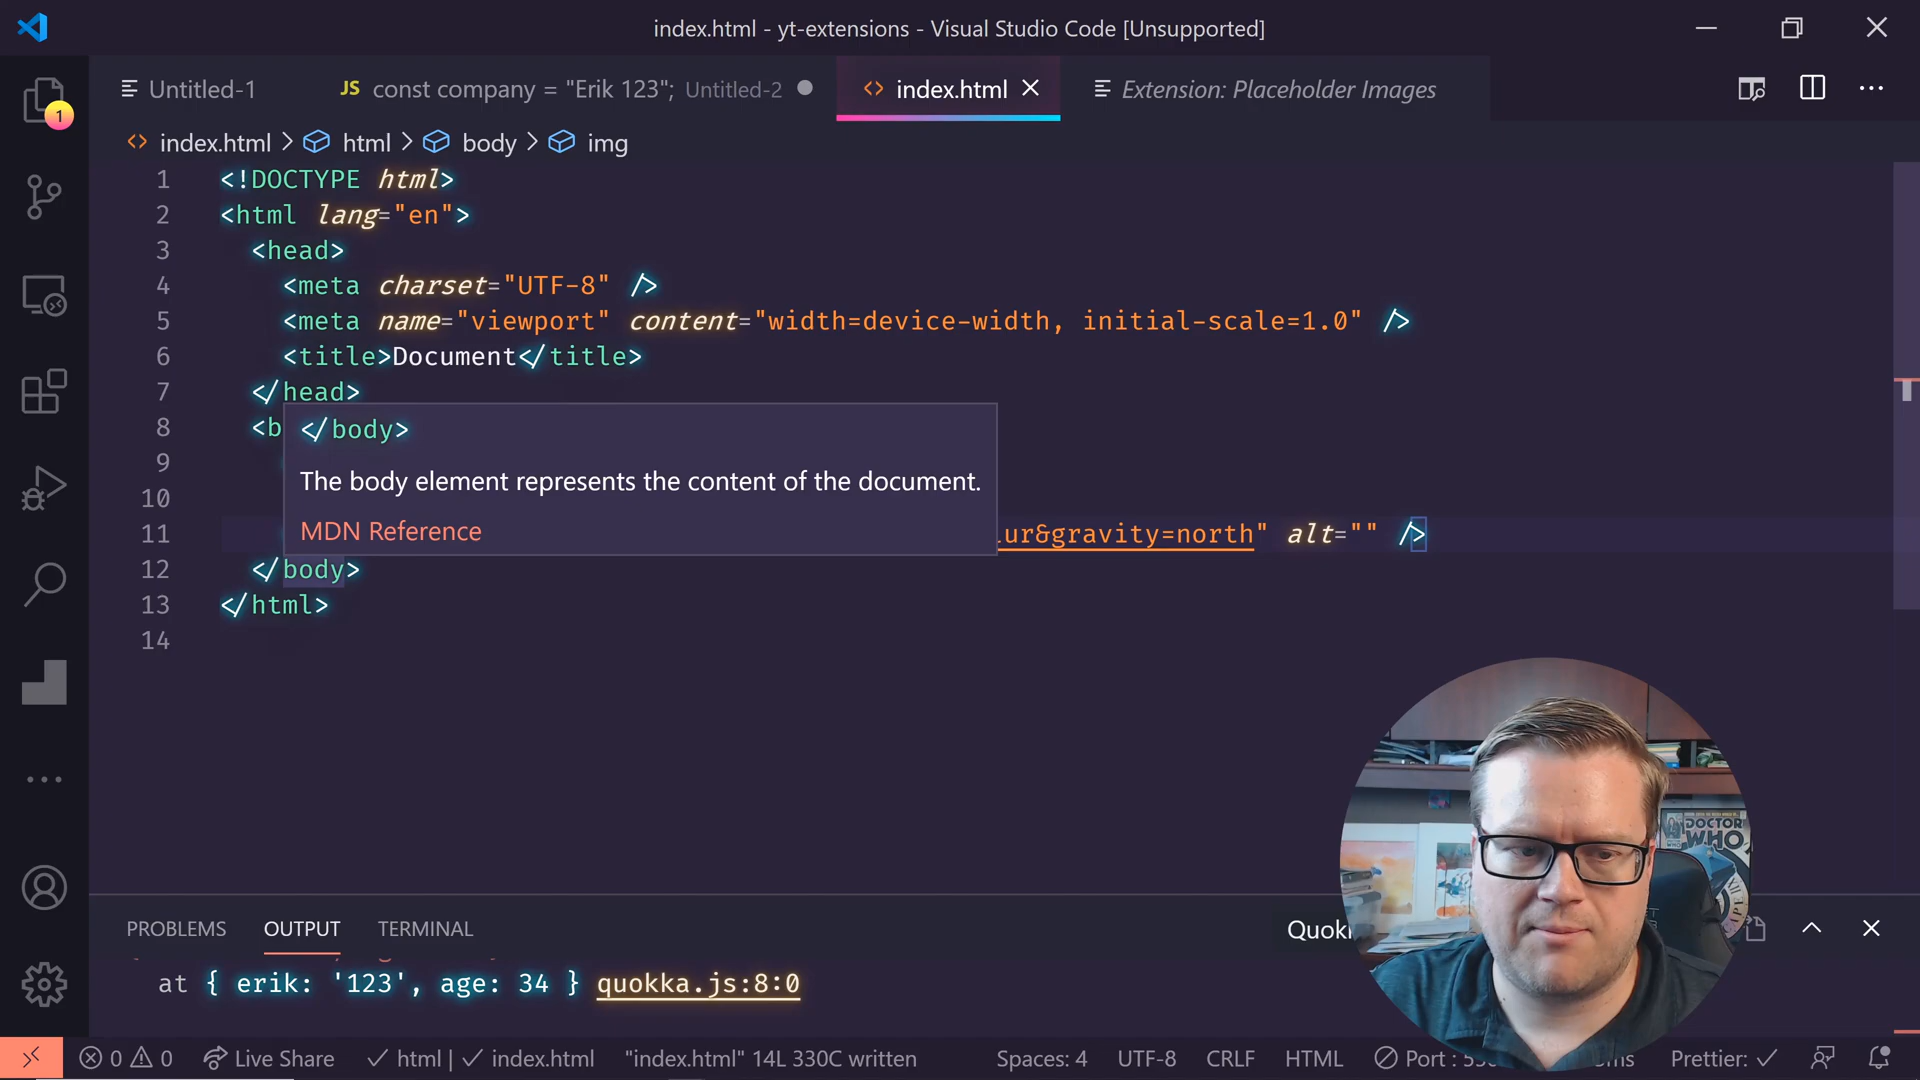 index.html - yt-extensions - Visual Studio Code [Unsupported]
Untitled-1
JS const company = "Erik 123"; Untitled-2
<> index.html
Extension: Placeholder Images
1
<> index.html > html > body > img
1 <!DOCTYPE html>
2 <html lang="en">
3 <head>
4 <meta charset="UTF-8" />
5 <meta name="viewport" content="width=device-width, initial-scale=1.0" />
6 <title>Document</title>
7 </head>
8 <b
</body>
9
The body element represents the content of the document.
10
11 lur&gravity=north" alt="" />
MDN Reference
12 </body>
13 </html>
14
DOCTOR
WHO
PROBLEMS OUTPUT TERMINAL
at { erik: '123', age: 34 } quokka.js:8:0
0 0 Live Share ✓ html | ✓ index.html "index.html" 14L 330C written Spaces: 4 UTF-8 CRLF HTML Port : ms Prettier: ✓